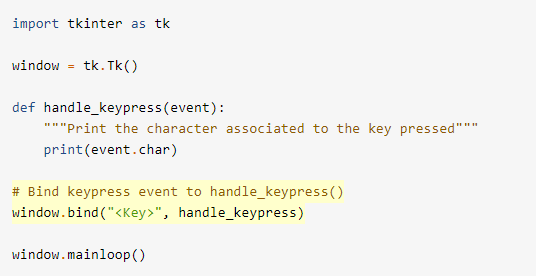 import tkinter as tk
window = tk.Tk()
def handle_keypress(event):
    """Print the character associated to the key pressed"""
    print(event.char)
# Bind keypress event to handle_keypress()
window.bind("<Key>", handle_keypress)
window.mainloop()